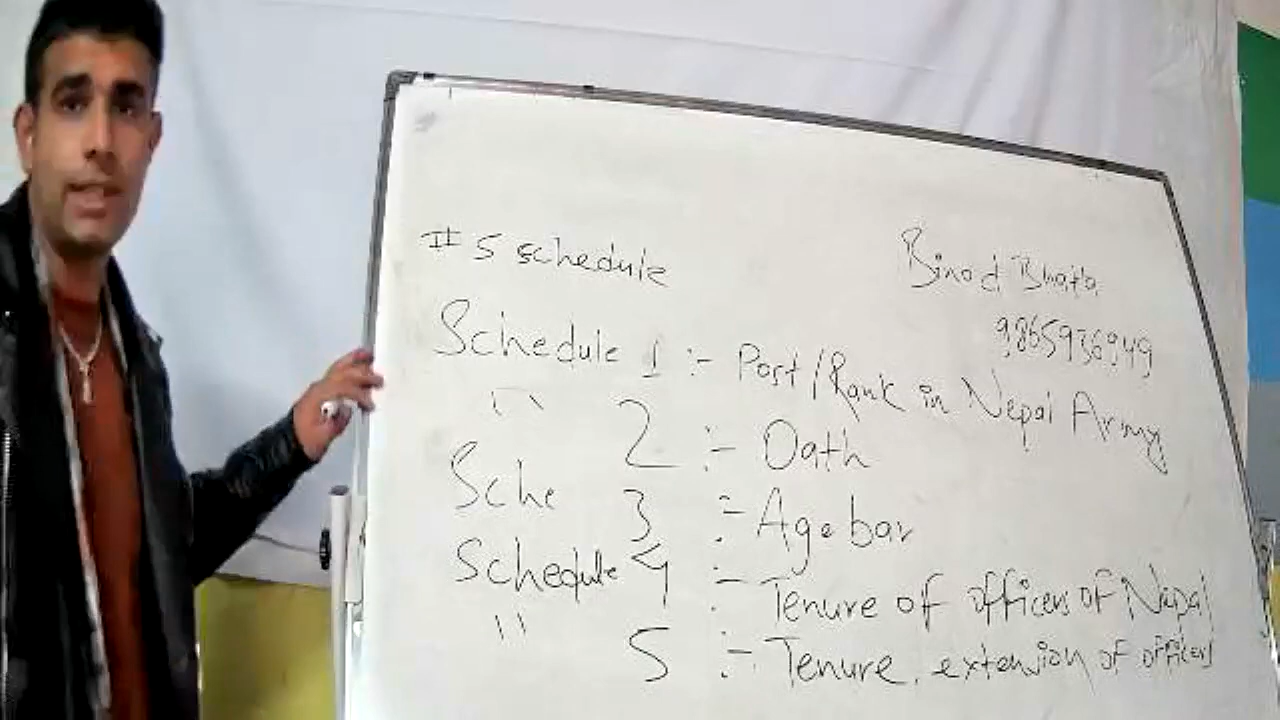 # 5 schedule
Binod Bhatta
9865936949
Schedule 1 :- Post/Rank in Nepal Army
" 2 :- Oath
Sche 3 :- Age bar
Schedule 4 :- Tenure of officers of Nepal
" 5 :- Tenure extension of officers